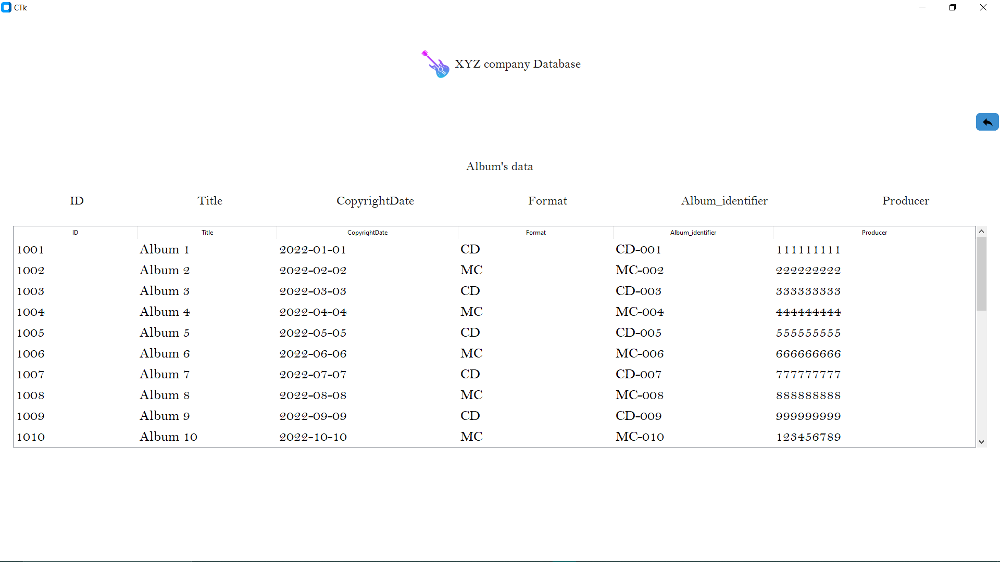 CTk
XYZ company Database
Album's data
ID Title CopyrightDate Format Album_identifier Producer
ID Title CopyrightDate Format Album_identifier Producer
1001 Album 1 2022-01-01 CD CD-001 111111111
1002 Album 2 2022-02-02 MC MC-002 222222222
1003 Album 3 2022-03-03 CD CD-003 333333333
1004 Album 4 2022-04-04 MC MC-004 444444444
1005 Album 5 2022-05-05 CD CD-005 555555555
1006 Album 6 2022-06-06 MC MC-006 666666666
1007 Album 7 2022-07-07 CD CD-007 777777777
1008 Album 8 2022-08-08 MC MC-008 888888888
1009 Album 9 2022-09-09 CD CD-009 999999999
1010 Album 10 2022-10-10 MC MC-010 123456789